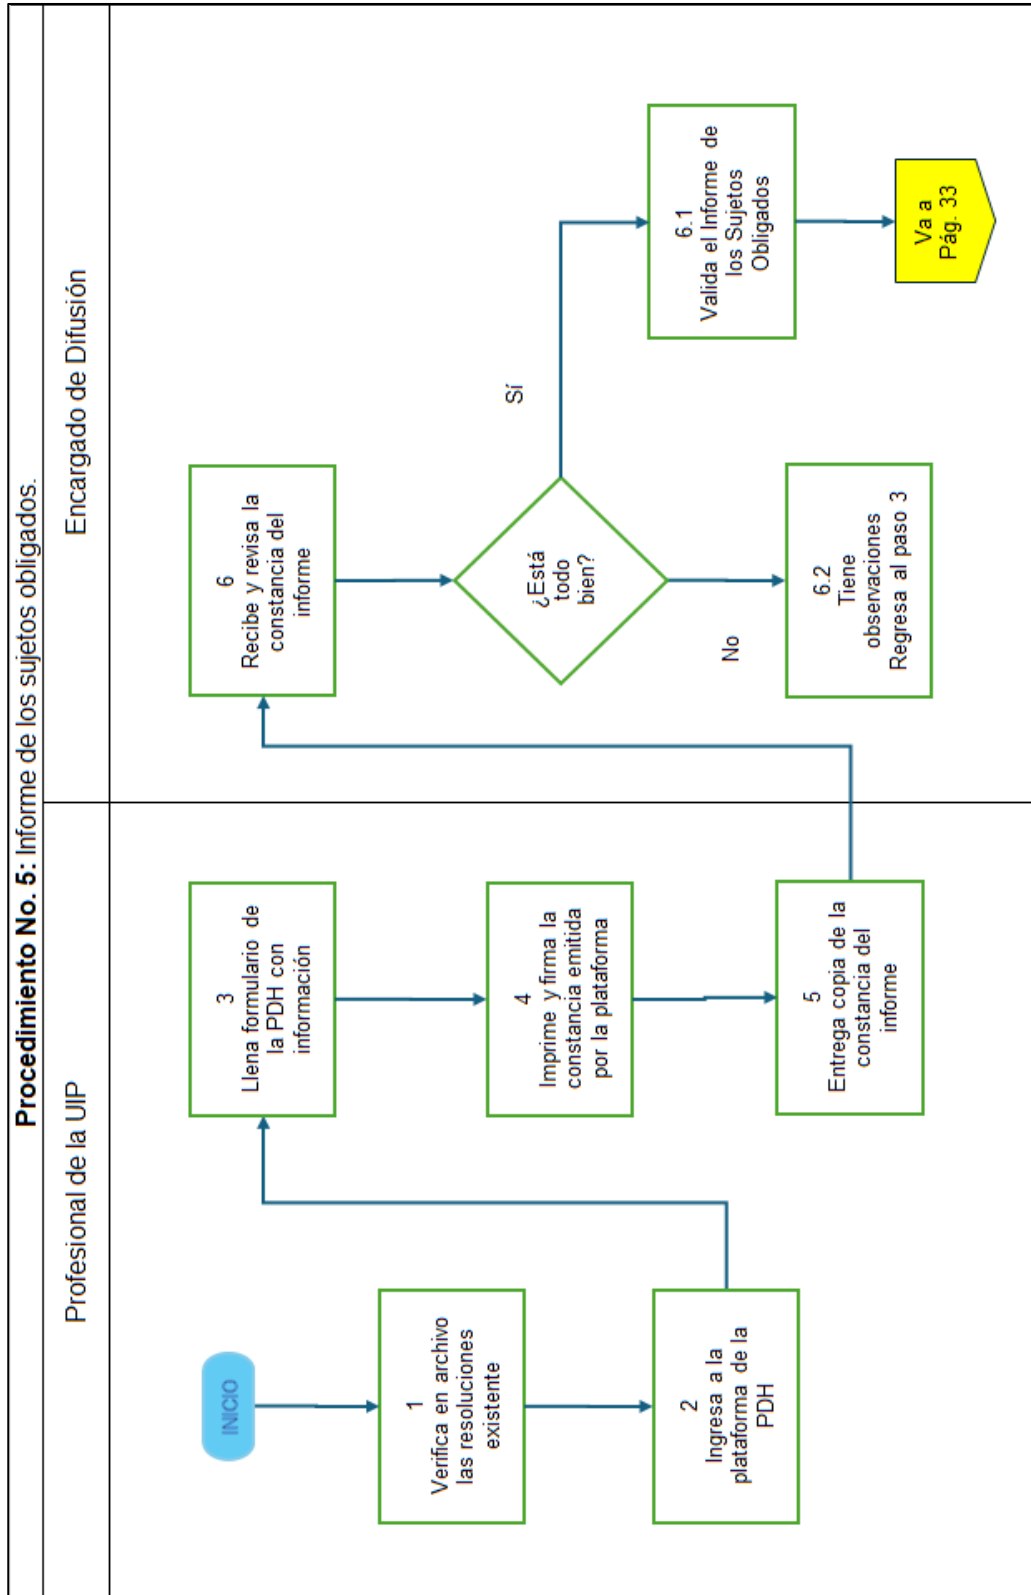 Procedimiento No. 5: Informe de los sujetos obligados.
Profesional de la UIP
Encargado de Difusión
INICIO
1
Verifica en archivo
las resoluciones
existente
2
Ingresa a la
plataforma de la
PDH
3
Llena formulario de
la PDH con
información
4
Imprime y firma la
constancia emitida
por la plataforma
5
Entrega copia de la
constancia del
informe
6
Recibe y revisa la
constancia del
informe
¿Está
todo
bien?
Sí
No
6.1
Valida el Informe de
los Sujetos
Obligados
6.2
Tiene
observaciones
Regresa al paso 3
Va a
Pág. 33